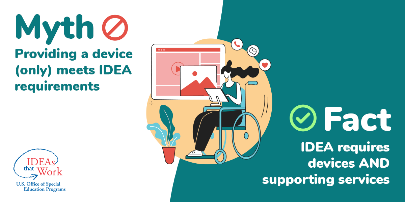 Myth
Providing a device
(only) meets IDEA
requirements
Fact
IDEA requires
devices AND
supporting services
IDEA
that
Work
U.S. Office of Special
Education Programs